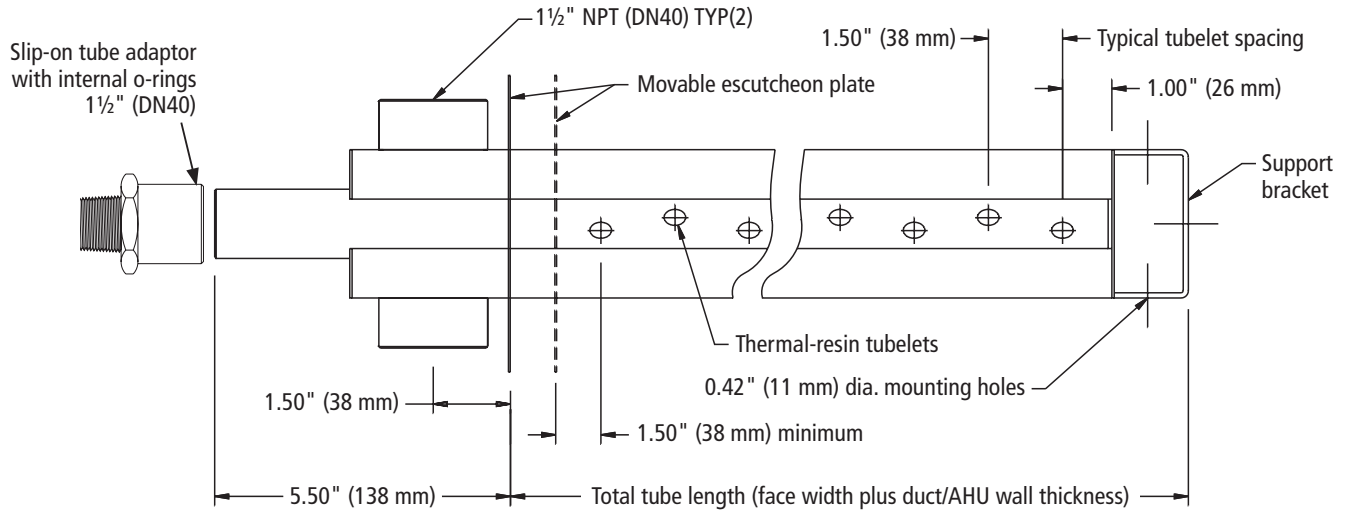 1½" NPT (DN40) TYP(2)
Slip-on tube adaptor
with internal o-rings
1½" (DN40)
Movable escutcheon plate
1.50" (38 mm)
Typical tubelet spacing
1.00" (26 mm)
Support
bracket
Thermal-resin tubelets
0.42" (11 mm) dia. mounting holes
1.50" (38 mm)
1.50" (38 mm) minimum
5.50" (138 mm)
Total tube length (face width plus duct/AHU wall thickness)